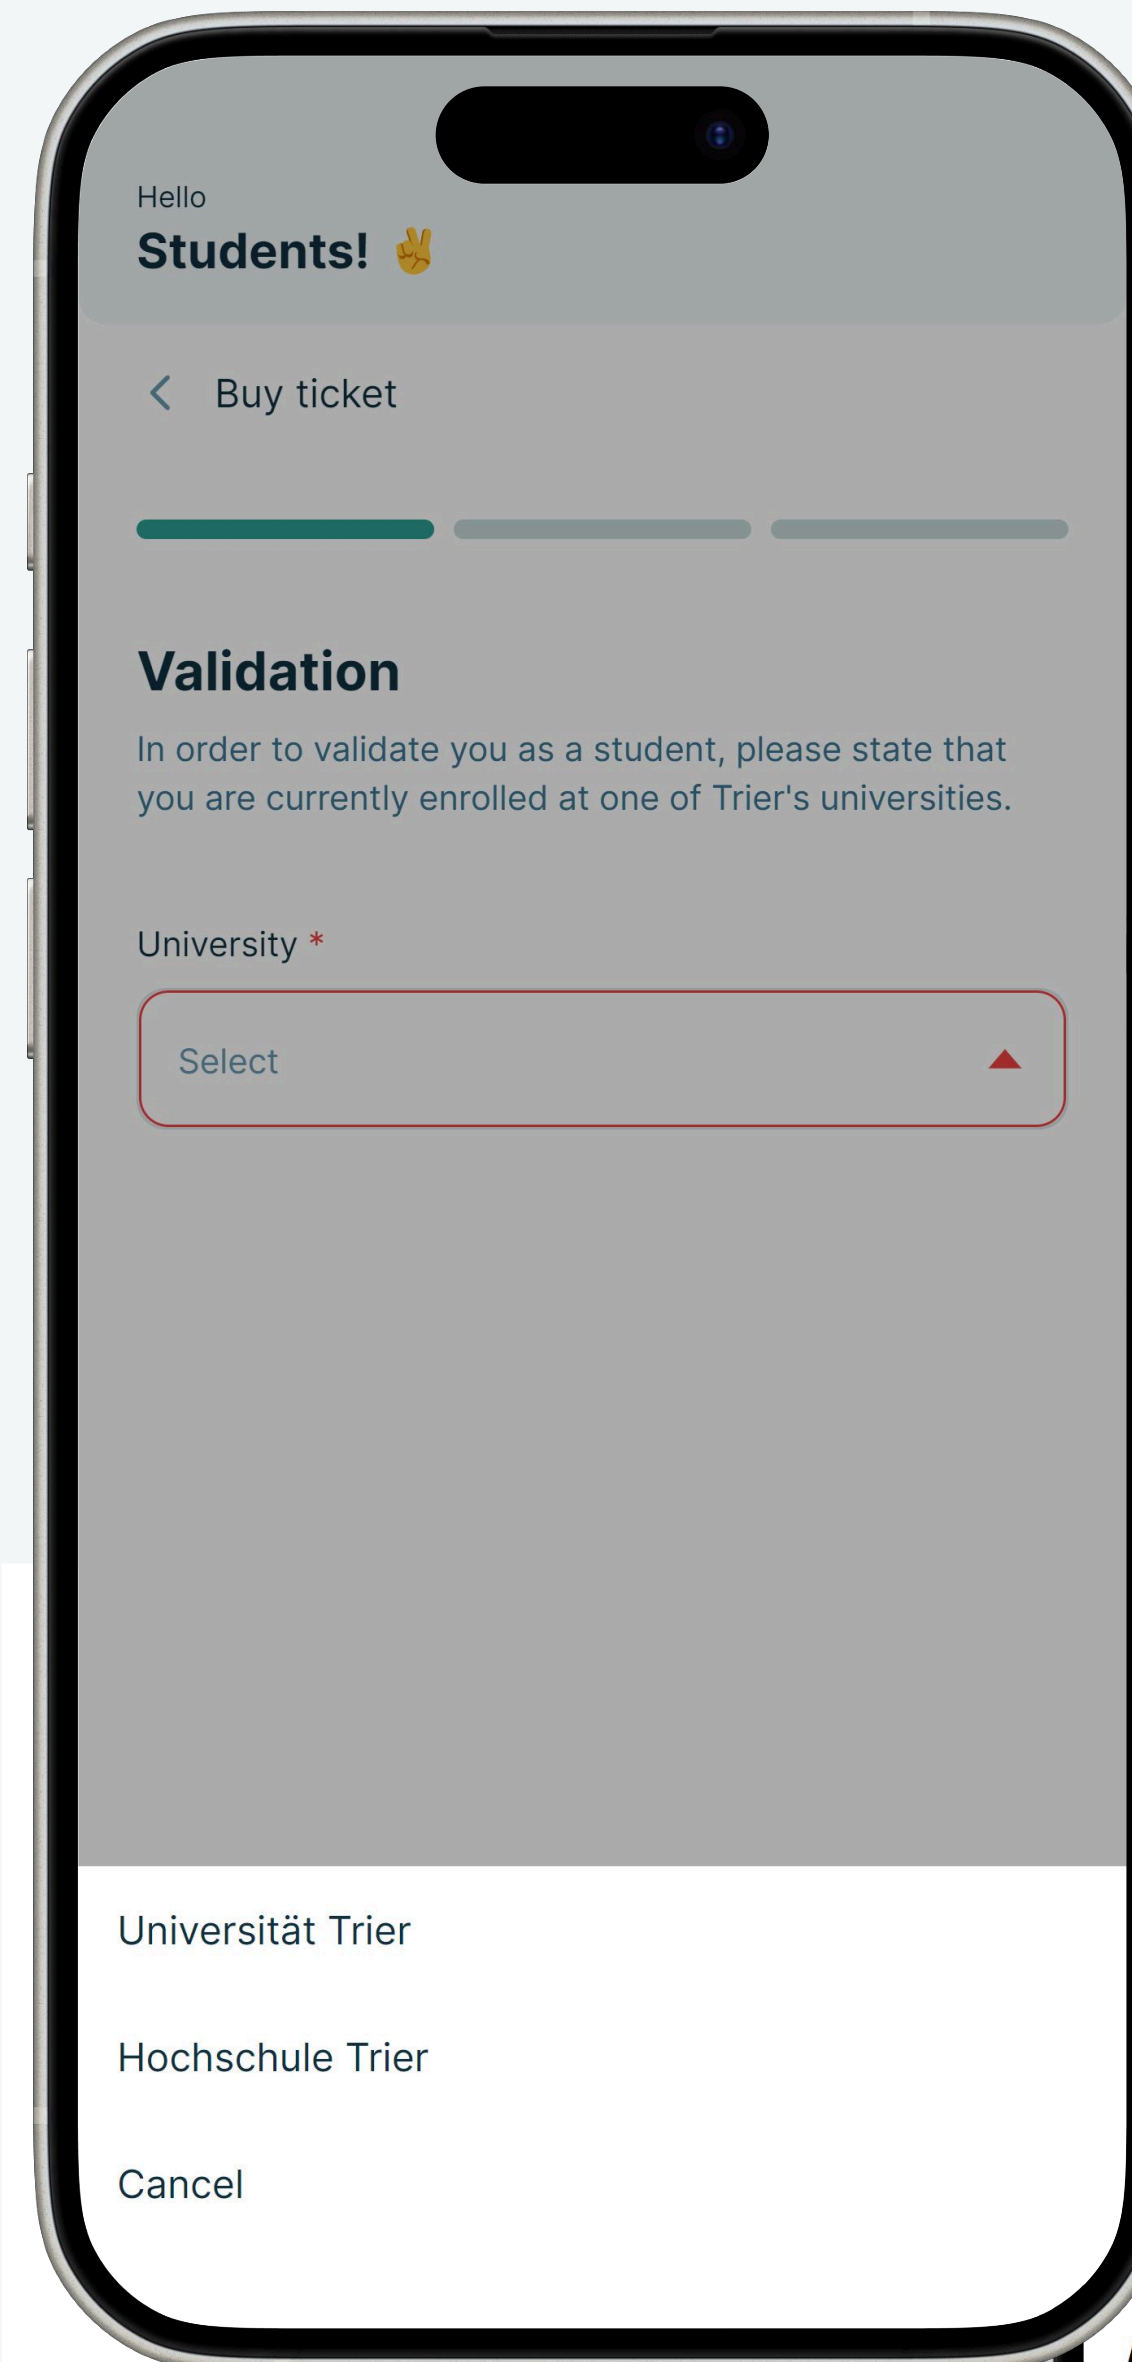 Hello
Students! ✌️
Buy ticket
Validation
In order to validate you as a student, please state that
you are currently enrolled at one of Trier's universities.
University *
Select
Universität Trier
Hochschule Trier
Cancel